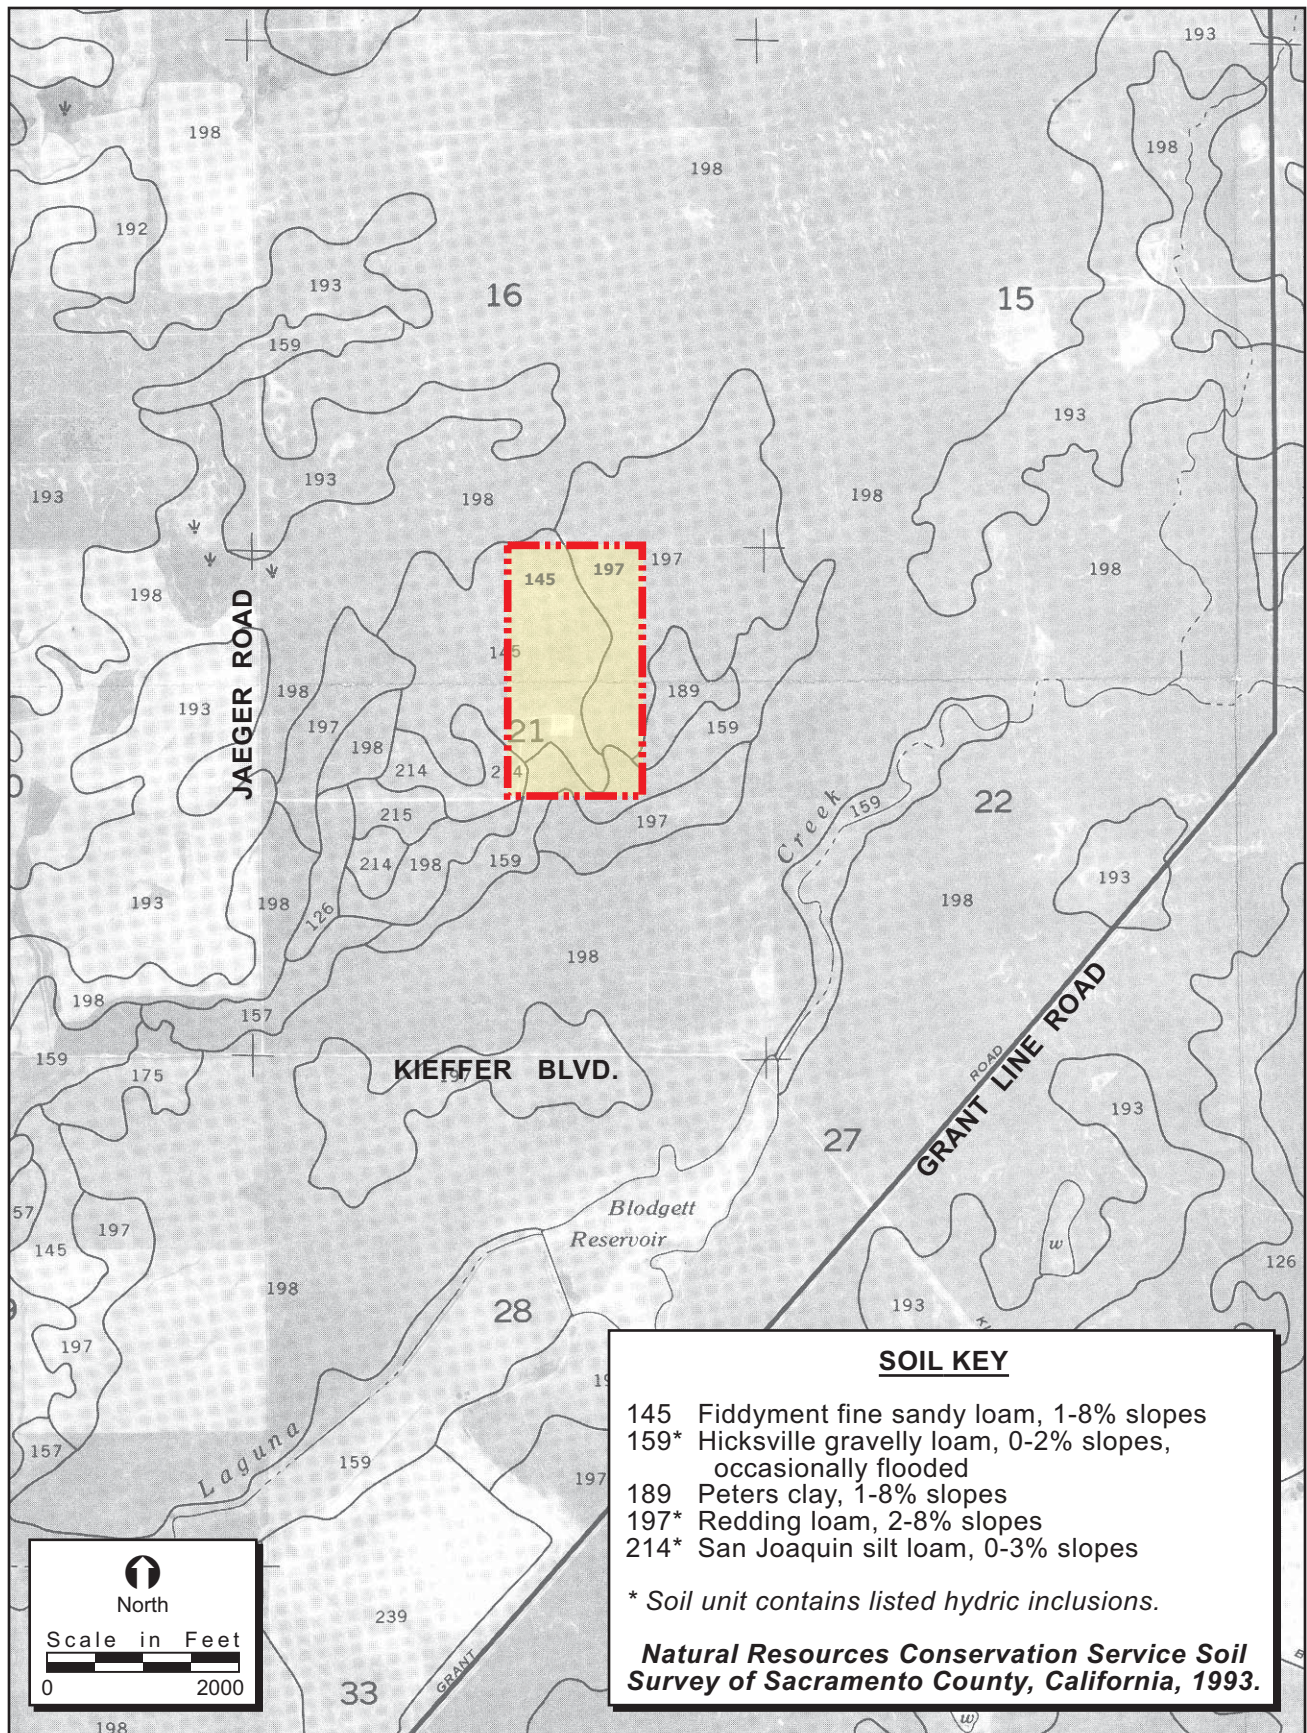 193
198
198
198
192
193
16
15
159
193
193
193
198
198
145
197
197
198
198
145
193
198
189
197
159
21
198
214
214
22
215
159
197
Creek
214
198
159
193
193
198
198
126
198
198
157
159
175
JAEGER ROAD
KIEFFER BLVD.
197
ROAD
GRANT LINE ROAD
193
27
Blodgett
Reservoir
57
197
145
w
126
198
193
28
197
157
Laguna
159
197
SOIL KEY
145 Fiddyment fine sandy loam, 1-8% slopes
159* Hicksville gravelly loam, 0-2% slopes,
occasionally flooded
189 Peters clay, 1-8% slopes
197* Redding loam, 2-8% slopes
214* San Joaquin silt loam, 0-3% slopes
* Soil unit contains listed hydric inclusions.
Natural Resources Conservation Service Soil
Survey of Sacramento County, California, 1993.
North
Scale in Feet
0 2000
239
GRANT
33
198
w